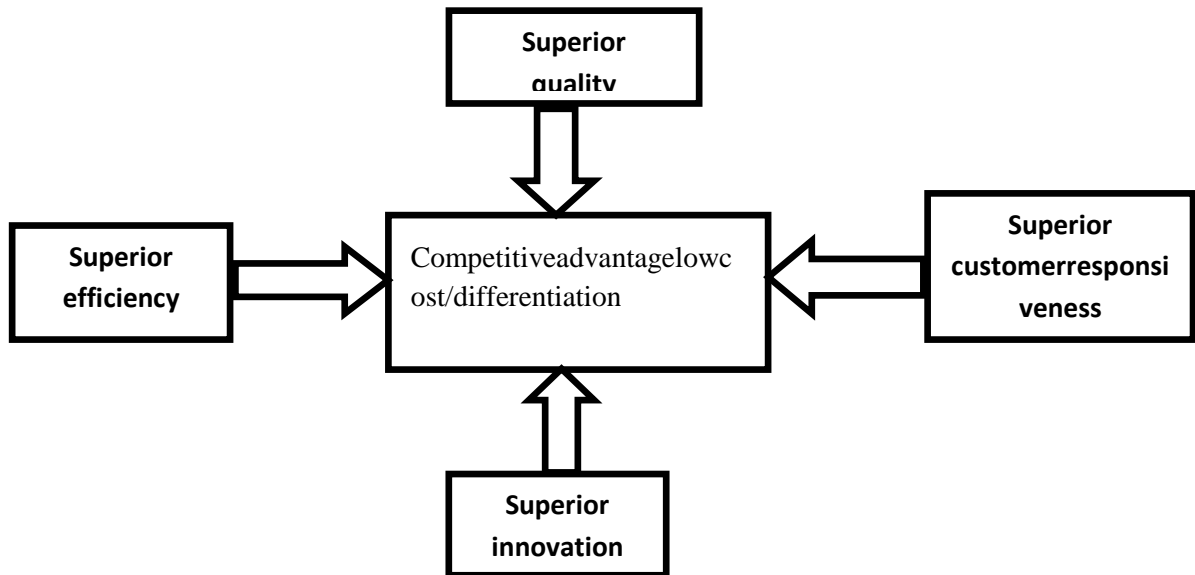 Superior
quality
Superior
efficiency
Competitiveadvantagelowc
ost/differentiation
Superior
customerresponsi
veness
Superior
innovation